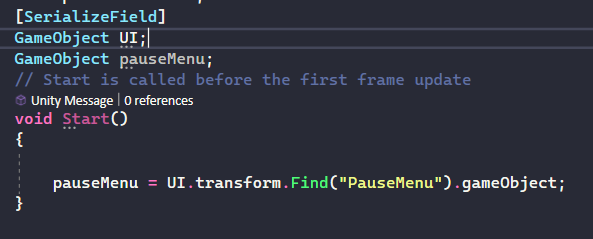 [SerializeField]
GameObject UI;
GameObject pauseMenu;
// Start is called before the first frame update
Unity Message | 0 references
void Start()
{
pauseMenu = UI.transform.Find("PauseMenu").gameObject;
}